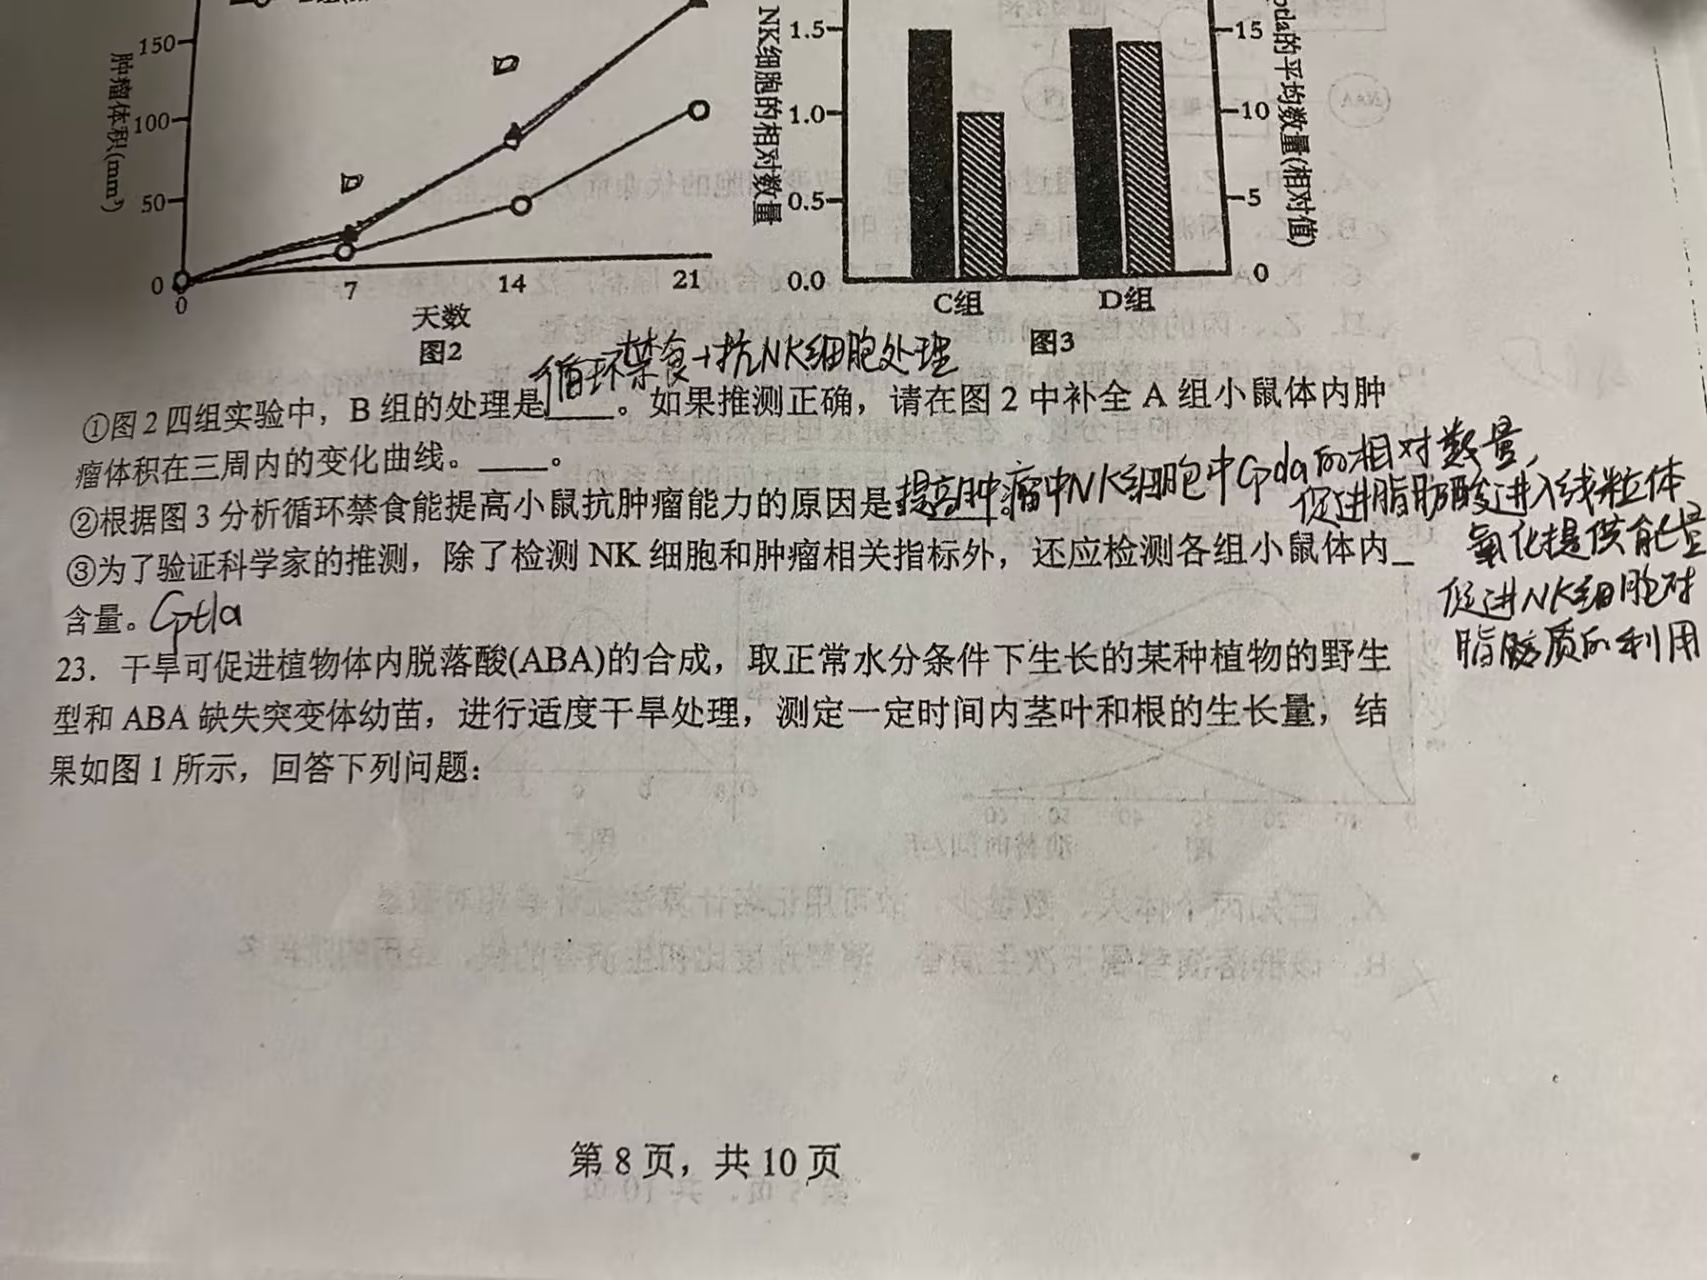 150
100
50
0
肿瘤体积(mm³)
0
7
14
21
天数
图2
NK细胞的相对数量
1.5
1.0
0.5
0.0
C组
D组
15
10
5
0
pda的平均数量(相对值)
图3
循环禁食+抗NK细胞处理
①图2四组实验中，B组的处理是____。如果推测正确，请在图2中补全A组小鼠体内肿
瘤体积在三周内的变化曲线。____。
②根据图3分析循环禁食能提高小鼠抗肿瘤能力的原因是____。
提高肿瘤中NK细胞中Cpda的相对数量，
促进脂肪酸进入线粒体
氧化提供能量
促进NK细胞对
脂肪质的利用
③为了验证科学家的推测，除了检测NK细胞和肿瘤相关指标外，还应检测各组小鼠体内_
含量。Cpt1a
23．干旱可促进植物体内脱落酸(ABA)的合成，取正常水分条件下生长的某种植物的野生
型和ABA缺失突变体幼苗，进行适度干旱处理，测定一定时间内茎叶和根的生长量，结
果如图1所示，回答下列问题：
第8页，共10页